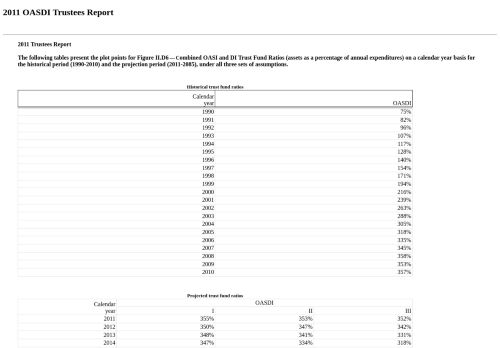 2011 OASDI Trustees Report
2011 Trustees Report
The following tables present the plot points for Figure II.D6—Combined OASI and DI Trust Fund Ratios (assets as a percentage of annual expenditures) on a calendar year basis for
the historical period (1990-2010) and the projection period (2011-2085), under all three sets of assumptions.
Historical trust fund ratios
Calendar
year OASDI
1990 75%
1991 82%
1992 96%
1993 107%
1994 117%
1995 128%
1996 140%
1997 154%
1998 171%
1999 194%
2000 216%
2001 239%
2002 263%
2003 288%
2004 305%
2005 318%
2006 335%
2007 345%
2008 358%
2009 353%
2010 357%
Projected trust fund ratios
Calendar OASDI
year I II III
2011 355% 353% 352%
2012 350% 347% 342%
2013 348% 341% 331%
2014 347% 334% 318%